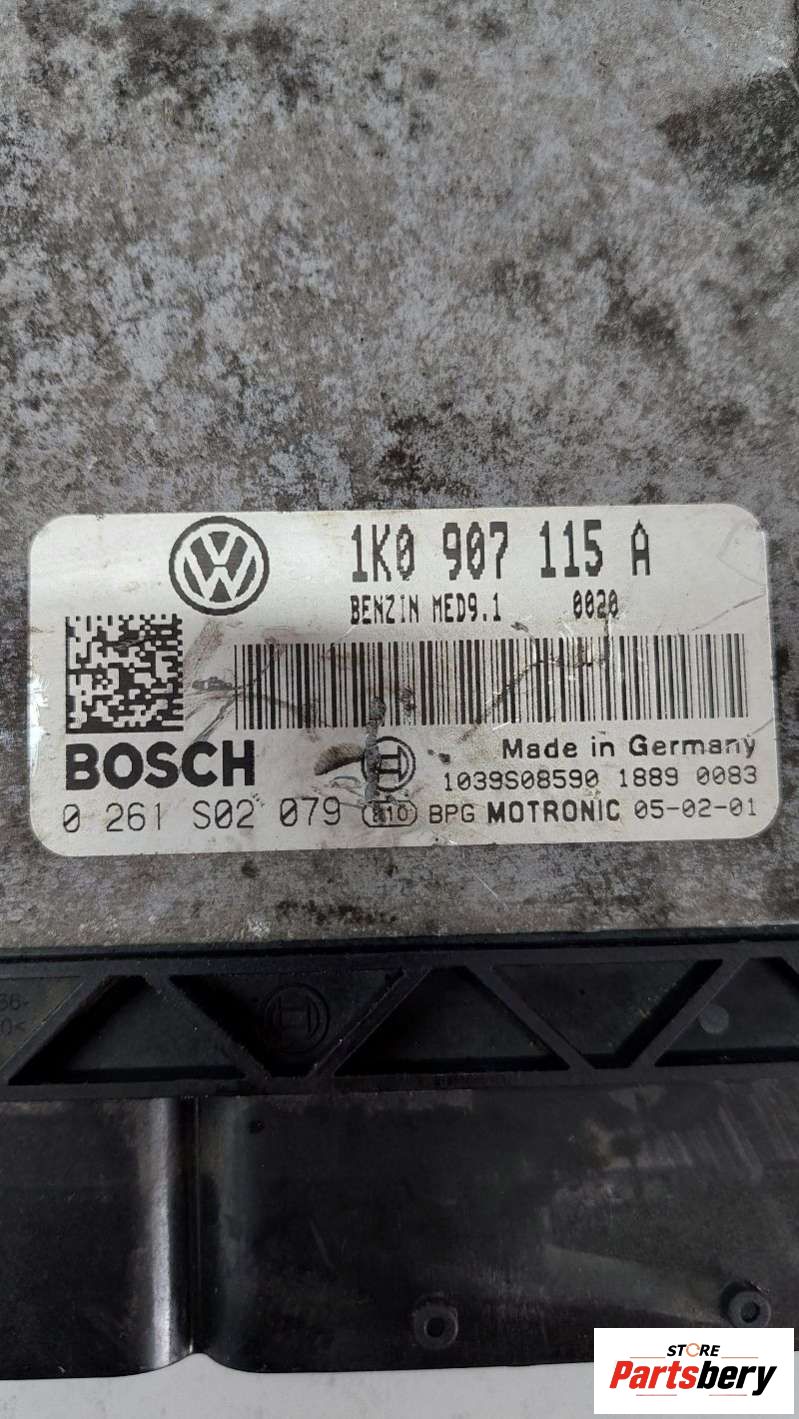 1K0 907 115 A
BENZIN MED9.1 0020
BOSCH
Made in Germany
1039S08590 1889 0083
0 261 S02 079 e10 BPG MOTRONIC 05-02-01
STORE
Partsbery